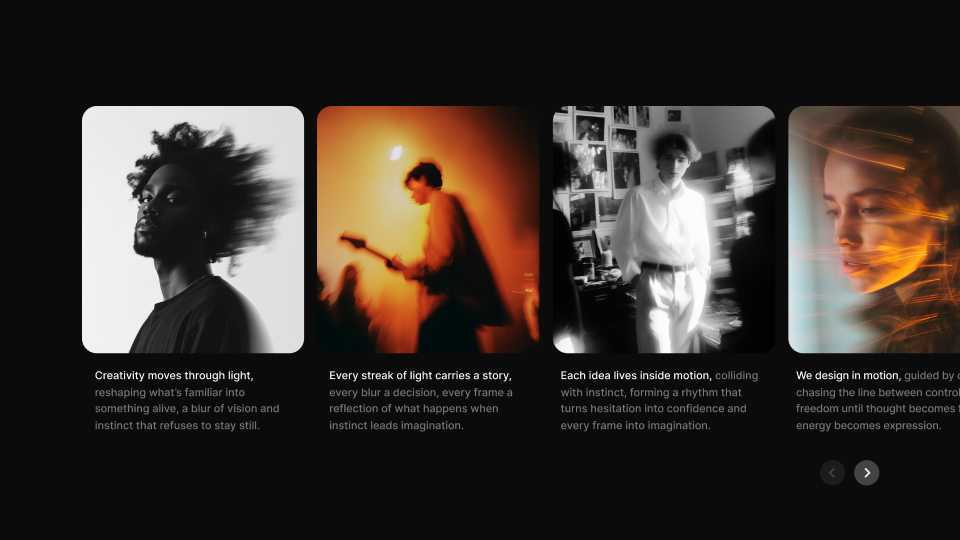 Creativity moves through light,
reshaping what's familiar into
something alive, a blur of vision and
instinct that refuses to stay still.
Every streak of light carries a story,
every blur a decision, every frame a
reflection of what happens when
instinct leads imagination.
Each idea lives inside motion, colliding
with instinct, forming a rhythm that
turns hesitation into confidence and
every frame into imagination.
We design in motion, guided by
chasing the line between
freedom until thought becomes
energy becomes expression.